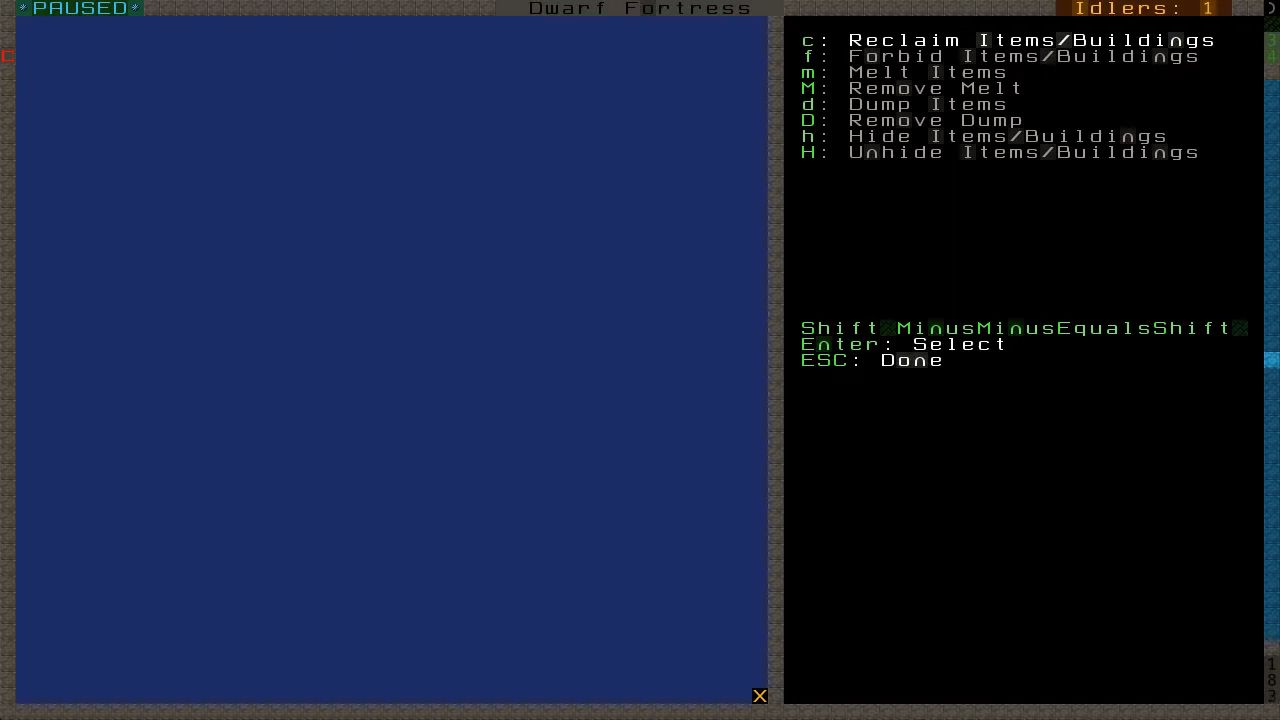 *PAUSED* Dwarf Fortress Idlers: 1
c: Reclaim Items/Buildings
f: Forbid Items/Buildings
m: Melt Items
M: Remove Melt
d: Dump Items
D: Remove Dump
h: Hide Items/Buildings
H: Unhide Items/Buildings
Shift MinusMinusEqualsShift
Enter: Select
ESC: Done
X